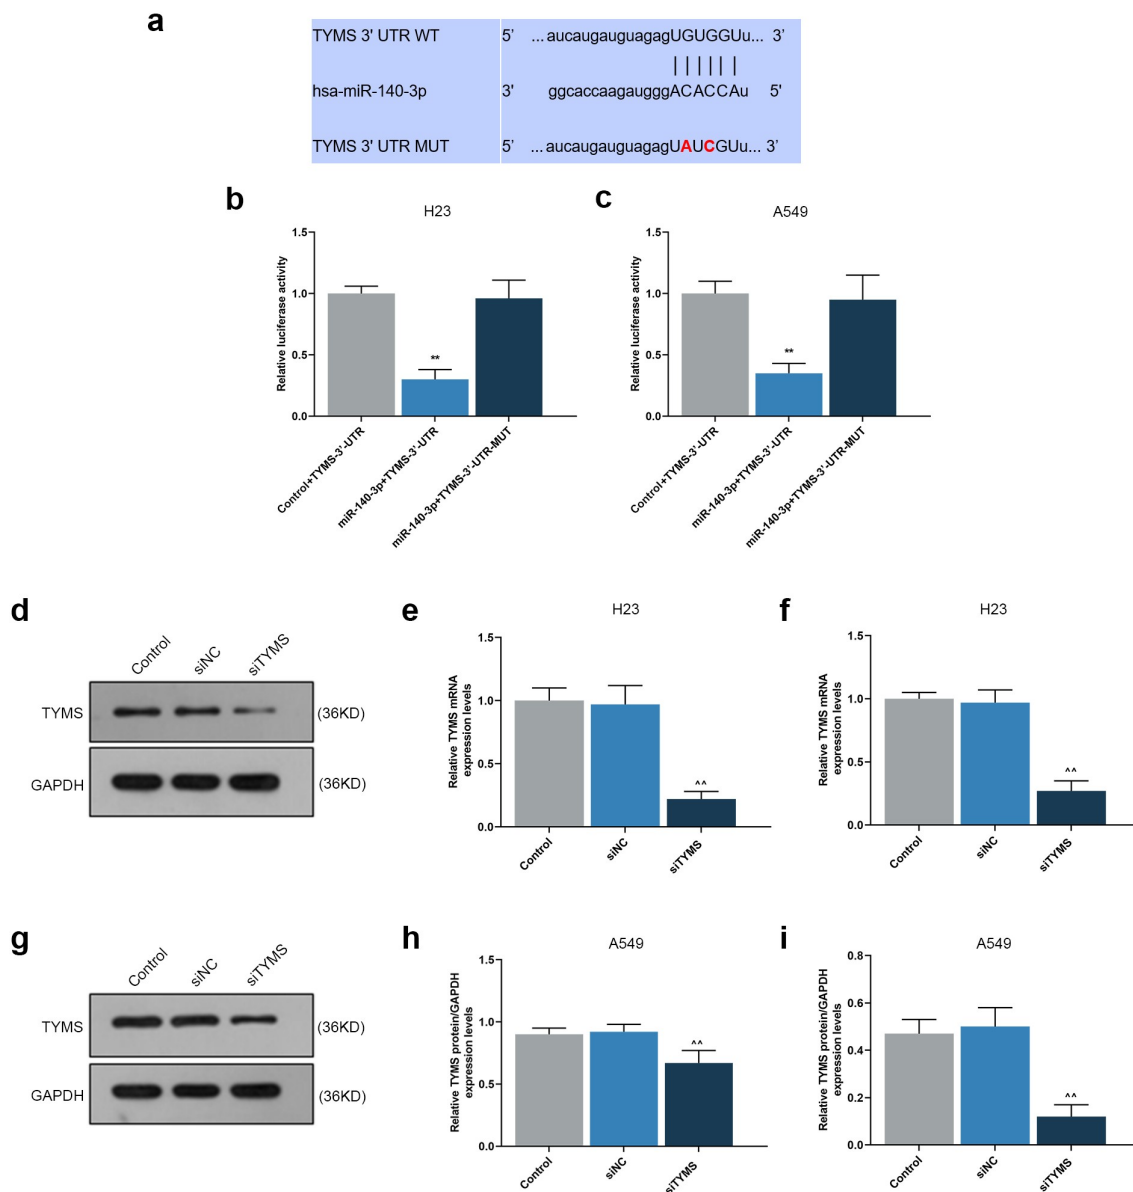 a
TYMS 3' UTR WT 5’ ... aucaugauguagagUGUGGUu... 3’
hsa-miR-140-3p 3' ggcaccaagaugggACACCAu 5'
TYMS 3' UTR MUT 5’ ... aucaugauguagagUAUCGUu... 3’
b
H23
Relative luciferase activity
1.5
1.0
0.5
0.0
**
Control+TYMS-3'-UTR
miR-140-3p+TYMS-3'-UTR
miR-140-3p+TYMS-3'-UTR-MUT
c
A549
Relative luciferase activity
1.5
1.0
0.5
0.0
**
Control+TYMS-3'-UTR
miR-140-3p+TYMS-3'-UTR
miR-140-3p+TYMS-3'-UTR-MUT
d
Control siNC siTYMS
TYMS (36KD)
GAPDH (36KD)
e
H23
Relative TYMS mRNA
expression levels
1.5
1.0
0.5
0.0
^^
Control
siNC
siTYMS
f
H23
Relative TYMS mRNA
expression levels
1.5
1.0
0.5
0.0
^^
Control
siNC
siTYMS
g
Control siNC siTYMS
TYMS (36KD)
GAPDH (36KD)
h
A549
Relative TYMS protein/GAPDH
expression levels
1.5
1.0
0.5
0.0
^^
Control
siNC
siTYMS
i
A549
Relative TYMS protein/GAPDH
expression levels
0.8
0.6
0.4
0.2
0.0
^^
Control
siNC
siTYMS